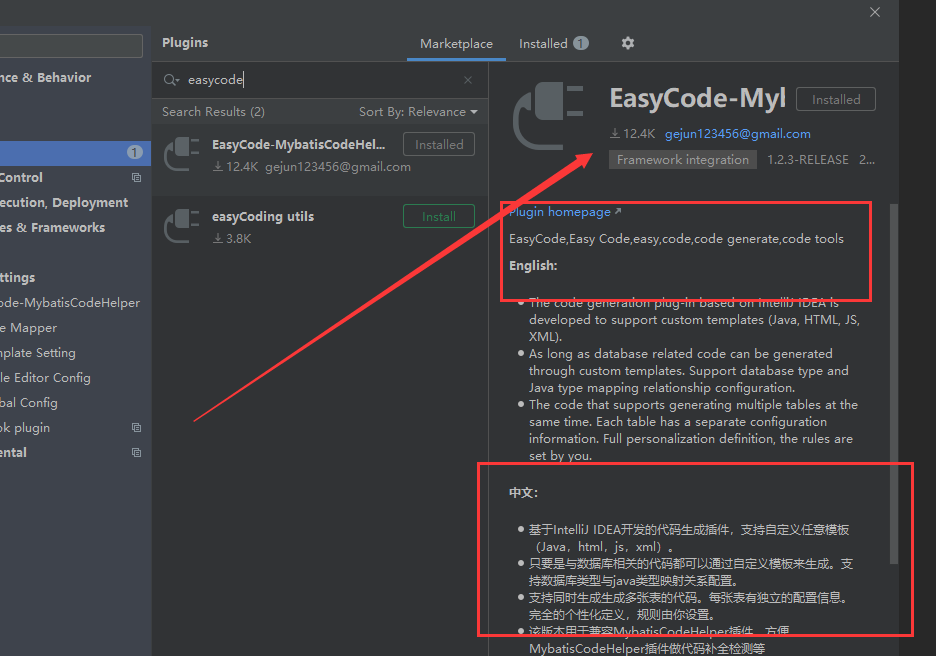 Plugins
Marketplace
Installed 1
easycode
nce & Behavior
1
Control
ecution, Deployment
es & Frameworks
ttings
ode-MybatisCodeHelper
e Mapper
mplate Setting
le Editor Config
bal Config
ok plugin
ental
Search Results (2)
Sort By: Relevance
EasyCode-MybatisCodeHel...
Installed
12.4K gejun123456@gmail.com
easyCoding utils
Install
3.8K
EasyCode-Myl
Installed
12.4K gejun123456@gmail.com
Framework integration 1.2.3-RELEASE 2...
Plugin homepage
EasyCode,Easy Code,easy,code,code generate,code tools
English:
The code generation plug-in based on IntelliJ IDEA is
developed to support custom templates (Java, HTML, JS,
XML).
As long as database related code can be generated
through custom templates. Support database type and
Java type mapping relationship configuration.
The code that supports generating multiple tables at the
same time. Each table has a separate configuration
information. Full personalization definition, the rules are
set by you.
中文：
基于IntelliJ IDEA开发的代码生成插件，支持自定义任意模板
（Java，html，js，xml）。
只要是与数据库相关的代码都可以通过自定义模板来生成。支
持数据库类型与java类型映射关系配置。
支持同时生成生成多张表的代码。每张表有独立的配置信息。
完全的个性化定义，规则由你设置。
该版本用于兼容MybatisCodeHelper插件，方便
MybatisCodeHelper插件做代码补全检测等